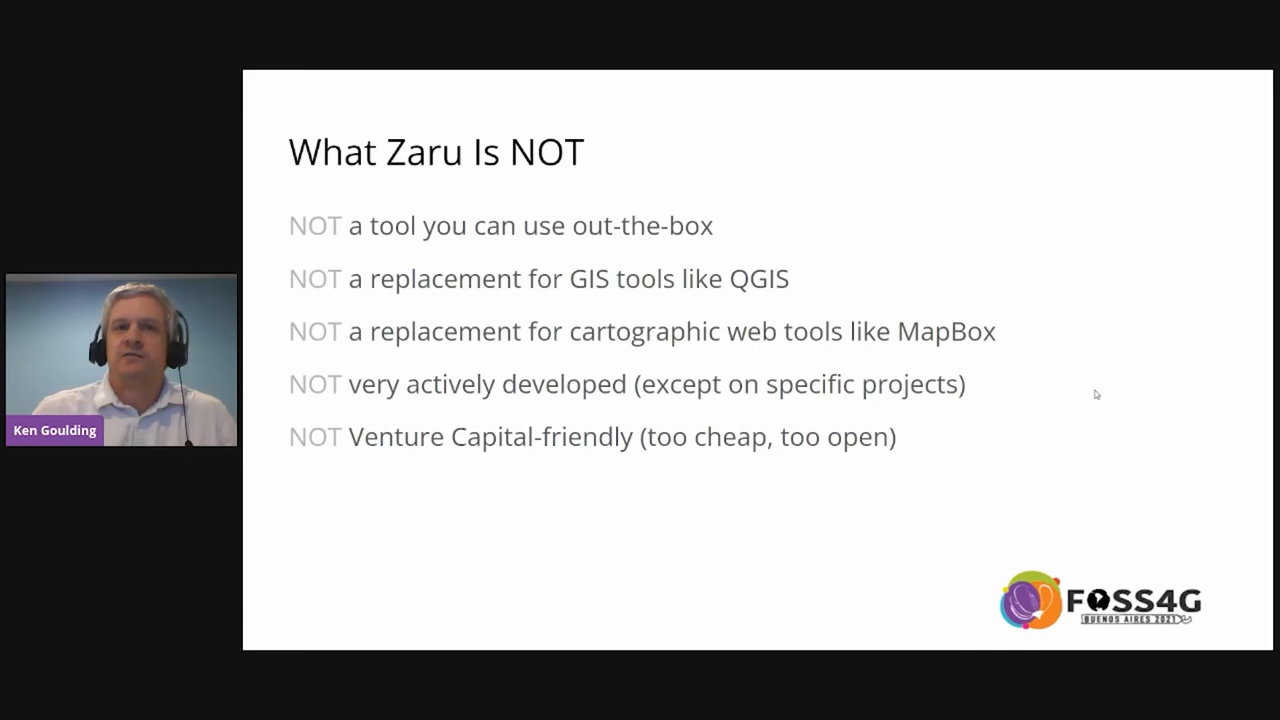 What Zaru Is NOT
NOT a tool you can use out-the-box
NOT a replacement for GIS tools like QGIS
NOT a replacement for cartographic web tools like MapBox
NOT very actively developed (except on specific projects)
NOT Venture Capital-friendly (too cheap, too open)
Ken Goulding
FOSS4G
BUENOS AIRES 2021